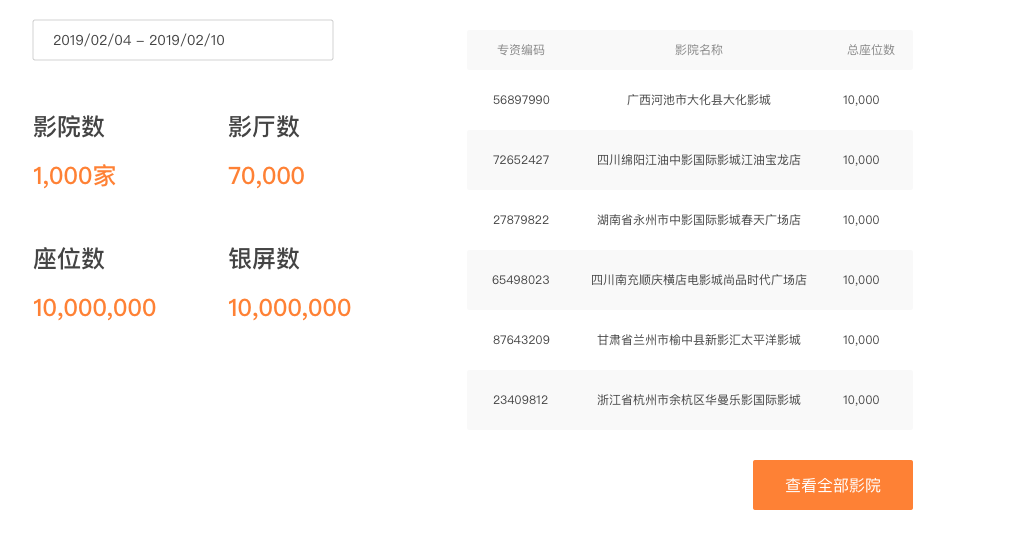 2019/02/04 – 2019/02/10
影院数 影厅数
1,000家 70,000
座位数 银屏数
10,000,000 10,000,000
专资编码 影院名称 总座位数
56897990 广西河池市大化县大化影城 10,000
72652427 四川绵阳江油中影国际影城江油宝龙店 10,000
27879822 湖南省永州市中影国际影城春天广场店 10,000
65498023 四川南充顺庆横店电影城尚品时代广场店 10,000
87643209 甘肃省兰州市榆中县新影汇太平洋影城 10,000
23409812 浙江省杭州市余杭区华曼乐影国际影城 10,000
查看全部影院